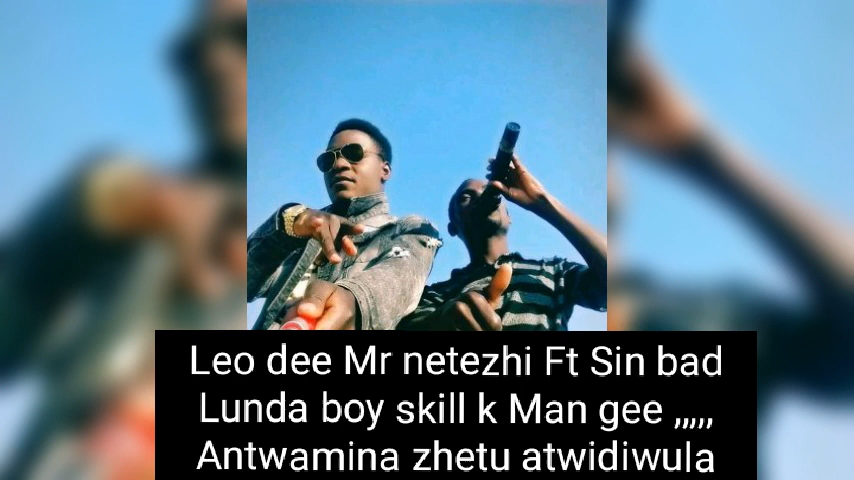 Leo dee Mr netezhi Ft Sin bad
Lunda boy skill k Man gee ,,,,,
Antwamina zhetu atwidiwula